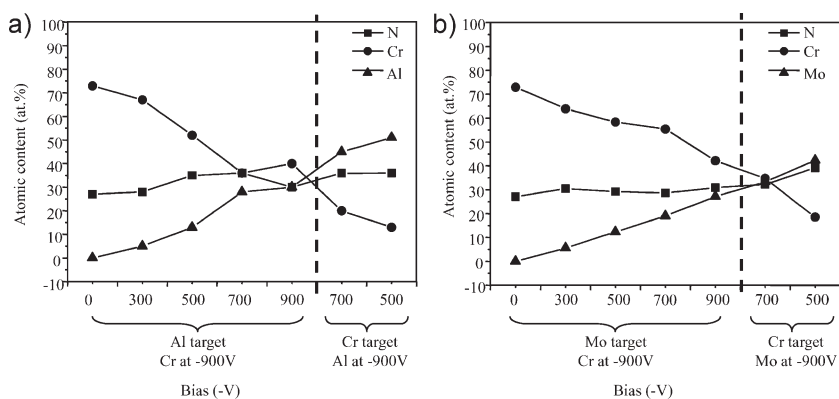 a)
N
Cr
Al
Atomic content (at.%)
100
90
80
70
60
50
40
30
20
10
0
-10
0 300 500 700 900 700 500
Al target
Cr at -900V
Cr target
Al at -900V
Bias (-V)
b)
N
Cr
Mo
Atomic content (at.%)
100
90
80
70
60
50
40
30
20
10
0
-10
0 300 500 700 900 700 500
Mo target
Cr at -900V
Cr target
Mo at -900V
Bias (-V)